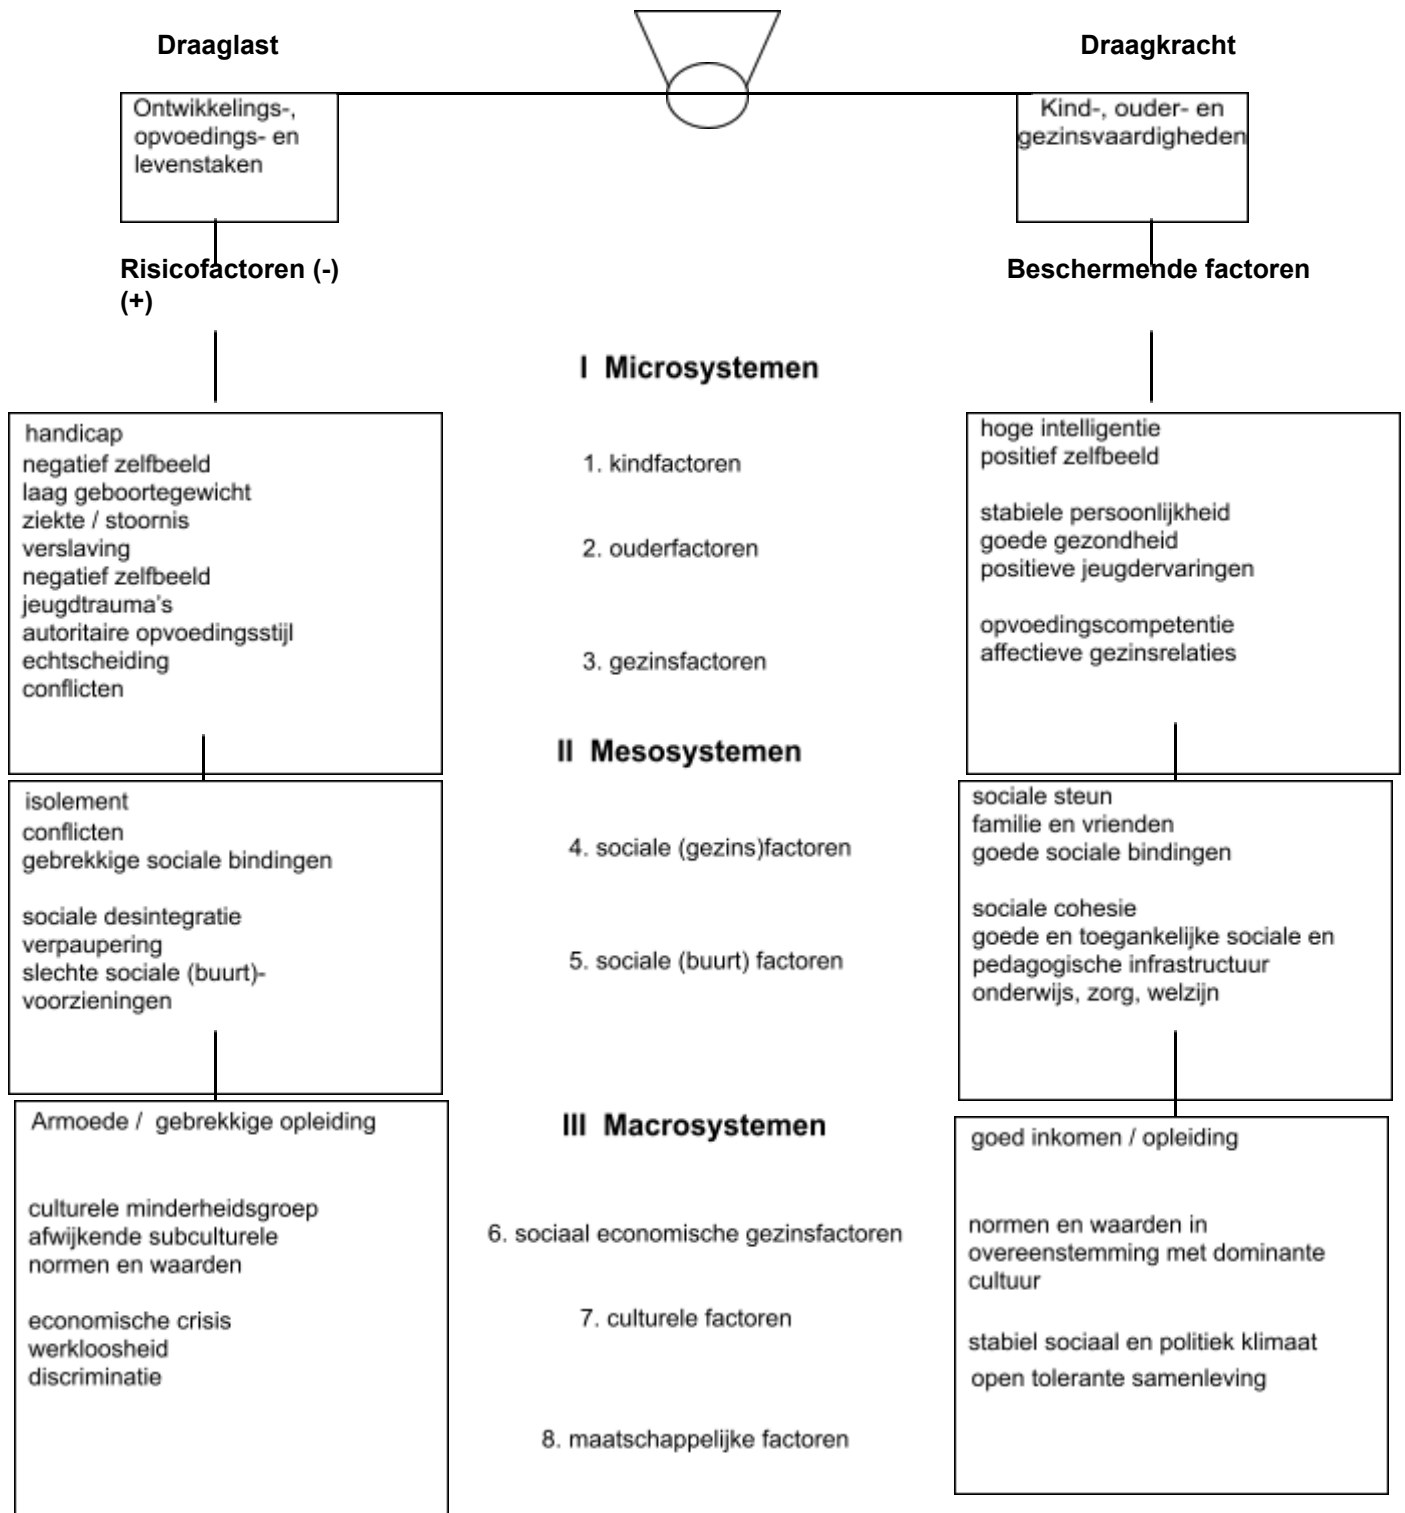 Draaglast
Draagkracht
Ontwikkelings-,
opvoedings- en
levenstaken
Kind-, ouder- en
gezinsvaardigheden
Risicofactoren (-)
(+)
Beschermende factoren
I Microsystemen
handicap
negatief zelfbeeld
laag geboortegewicht
ziekte / stoornis
verslaving
negatief zelfbeeld
jeugdtrauma's
autoritaire opvoedingsstijl
echtscheiding
conflicten
1. kindfactoren
2. ouderfactoren
3. gezinsfactoren
hoge intelligentie
positief zelfbeeld
stabiele persoonlijkheid
goede gezondheid
positieve jeugdervaringen
opvoedingscompetentie
affectieve gezinsrelaties
II Mesosystemen
isolement
conflicten
gebrekkige sociale bindingen
sociale desintegratie
verpaupering
slechte sociale (buurt)-
voorzieningen
4. sociale (gezins)factoren
5. sociale (buurt) factoren
sociale steun
familie en vrienden
goede sociale bindingen
sociale cohesie
goede en toegankelijke sociale en
pedagogische infrastructuur
onderwijs, zorg, welzijn
III Macrosystemen
Armoede / gebrekkige opleiding
culturele minderheidsgroep
afwijkende subculturele
normen en waarden
economische crisis
werkloosheid
discriminatie
6. sociaal economische gezinsfactoren
7. culturele factoren
8. maatschappelijke factoren
goed inkomen / opleiding
normen en waarden in
overeenstemming met dominante
cultuur
stabiel sociaal en politiek klimaat
open tolerante samenleving